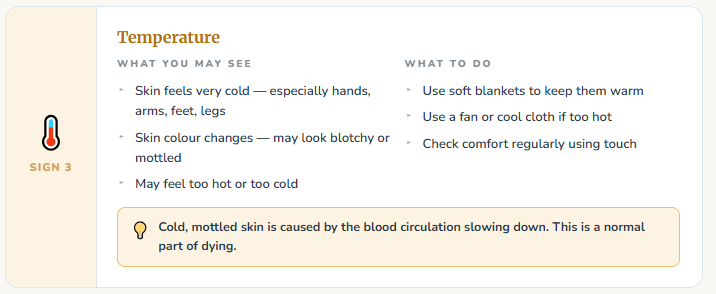 Temperature
WHAT YOU MAY SEE
Skin feels very cold — especially hands,
arms, feet, legs
Skin colour changes — may look blotchy or
mottled
May feel too hot or too cold
WHAT TO DO
Use soft blankets to keep them warm
Use a fan or cool cloth if too hot
Check comfort regularly using touch
SIGN 3
Cold, mottled skin is caused by the blood circulation slowing down. This is a normal
part of dying.